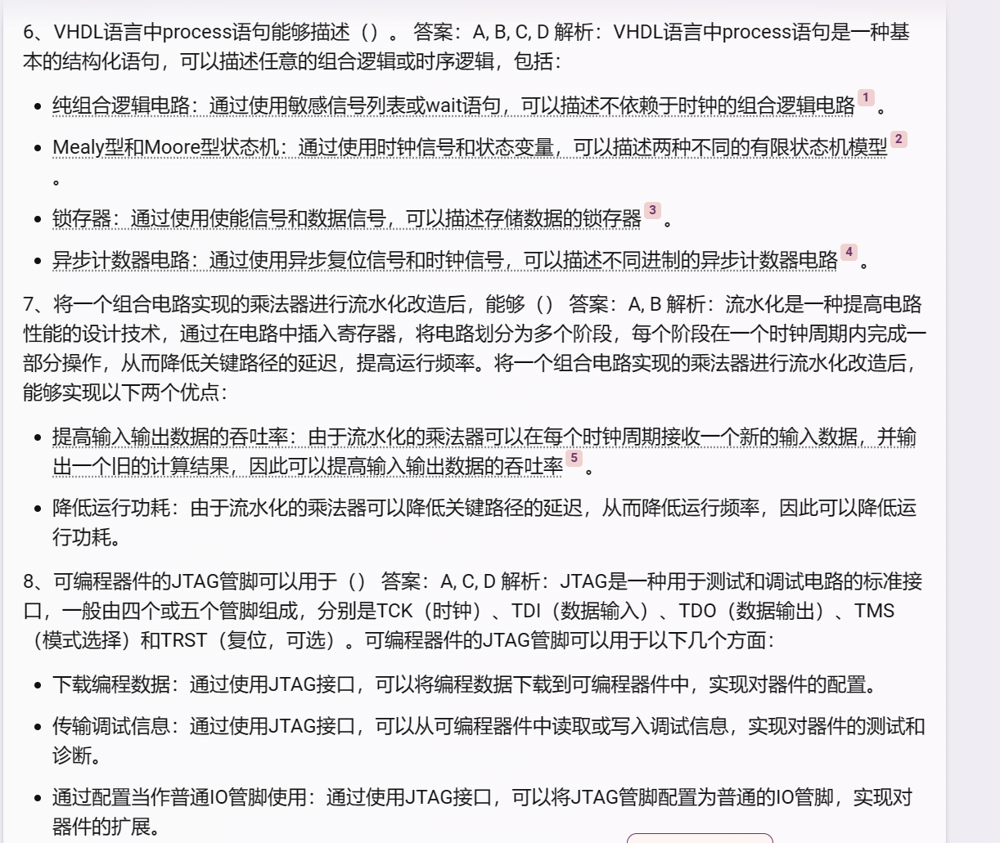 6、VHDL语言中process语句能够描述（）。 答案：A, B, C, D 解析：VHDL语言中process语句是一种基
本的结构化语句，可以描述任意的组合逻辑或时序逻辑，包括：
• 纯组合逻辑电路：通过使用敏感信号列表或wait语句，可以描述不依赖于时钟的组合逻辑电路 1 。
• Mealy型和Moore型状态机：通过使用时钟信号和状态变量，可以描述两种不同的有限状态机模型 2
。
• 锁存器：通过使用使能信号和数据信号，可以描述存储数据的锁存器 3 。
• 异步计数器电路：通过使用异步复位信号和时钟信号，可以描述不同进制的异步计数器电路 4 。
7、将一个组合电路实现的乘法器进行流水化改造后，能够（） 答案：A, B 解析：流水化是一种提高电路
性能的设计技术，通过在电路中插入寄存器，将电路划分为多个阶段，每个阶段在一个时钟周期内完成一
部分操作，从而降低关键路径的延迟，提高运行频率。将一个组合电路实现的乘法器进行流水化改造后，
能够实现以下两个优点：
• 提高输入输出数据的吞吐率：由于流水化的乘法器可以在每个时钟周期接收一个新的输入数据，并输
出一个旧的计算结果，因此可以提高输入输出数据的吞吐率 5 。
• 降低运行功耗：由于流水化的乘法器可以降低关键路径的延迟，从而降低运行频率，因此可以降低运
行功耗。
8、可编程器件的JTAG管脚可以用于（） 答案：A, C, D 解析：JTAG是一种用于测试和调试电路的标准接
口，一般由四个或五个管脚组成，分别是TCK（时钟）、TDI（数据输入）、TDO（数据输出）、TMS
（模式选择）和TRST（复位，可选）。可编程器件的JTAG管脚可以用于以下几个方面：
• 下载编程数据：通过使用JTAG接口，可以将编程数据下载到可编程器件中，实现对器件的配置。
• 传输调试信息：通过使用JTAG接口，可以从可编程器件中读取或写入调试信息，实现对器件的测试和
诊断。
• 通过配置当作普通IO管脚使用：通过使用JTAG接口，可以将JTAG管脚配置为普通的IO管脚，实现对
器件的扩展。